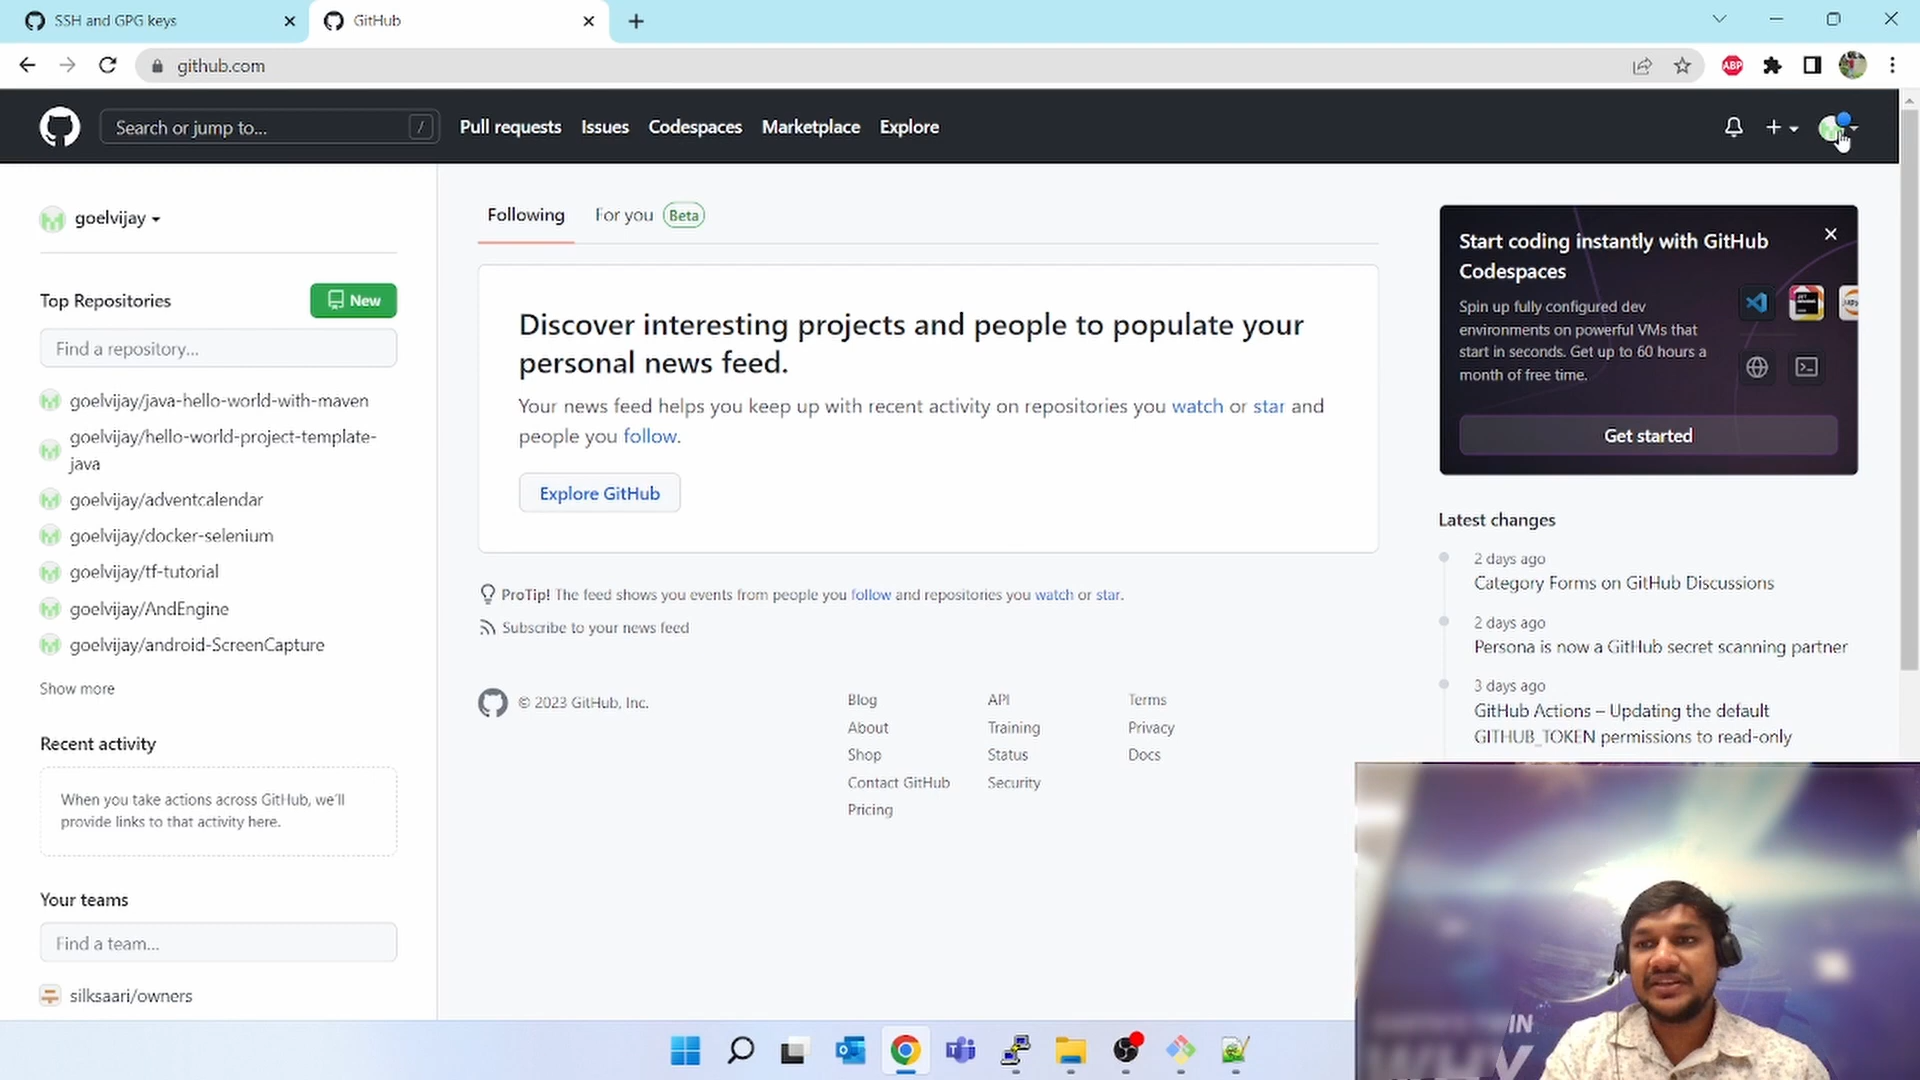 SSH and GPG keys
GitHub
github.com
ABP
Search or jump to...
/
Pull requests
Issues
Codespaces
Marketplace
Explore
goelvijay
Top Repositories
New
Find a repository...
goelvijay/java-hello-world-with-maven
goelvijay/hello-world-project-template-
java
goelvijay/adventcalendar
goelvijay/docker-selenium
goelvijay/tf-tutorial
goelvijay/AndEngine
goelvijay/android-ScreenCapture
Show more
Recent activity
When you take actions across GitHub, we'll
provide links to that activity here.
Your teams
Find a team...
silksaari/owners
Following
For you
Beta
Discover interesting projects and people to populate your
personal news feed.
Your news feed helps you keep up with recent activity on repositories you watch or star and
people you follow.
Explore GitHub
ProTip! The feed shows you events from people you follow and repositories you watch or star.
Subscribe to your news feed
© 2023 GitHub, Inc.
Blog
About
Shop
Contact GitHub
Pricing
API
Training
Status
Security
Terms
Privacy
Docs
Start coding instantly with GitHub
Codespaces
Spin up fully configured dev
environments on powerful VMs that
start in seconds. Get up to 60 hours a
month of free time.
Get started
Latest changes
2 days ago
Category Forms on GitHub Discussions
2 days ago
Persona is now a GitHub secret scanning partner
3 days ago
GitHub Actions – Updating the default
GITHUB_TOKEN permissions to read-only